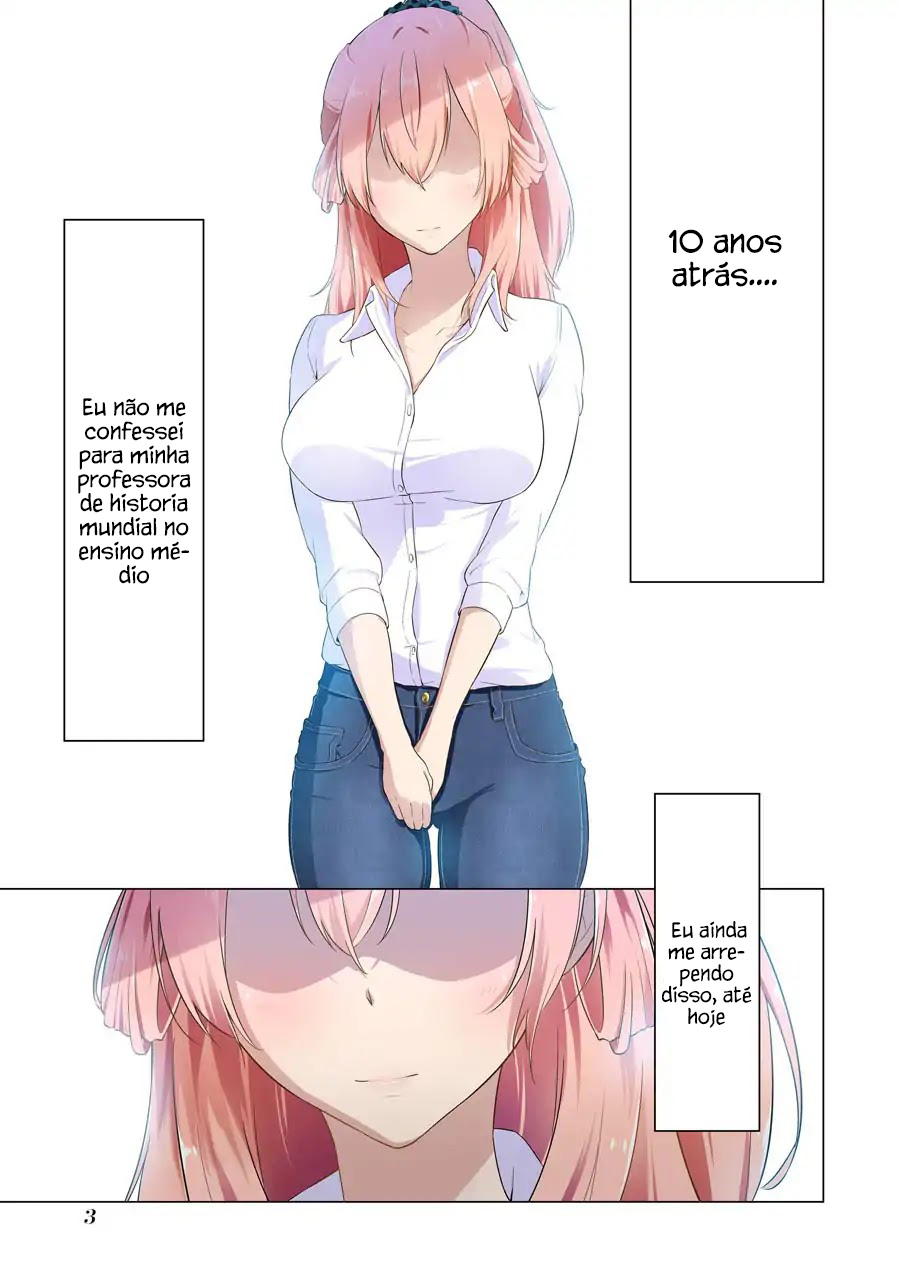 10 anos
atrás....
Eu não me
confessei
para minha
professora
de historia
mundial no
ensino mé-
dio
Eu ainda
me arre-
pendo
disso, até
hoje
3